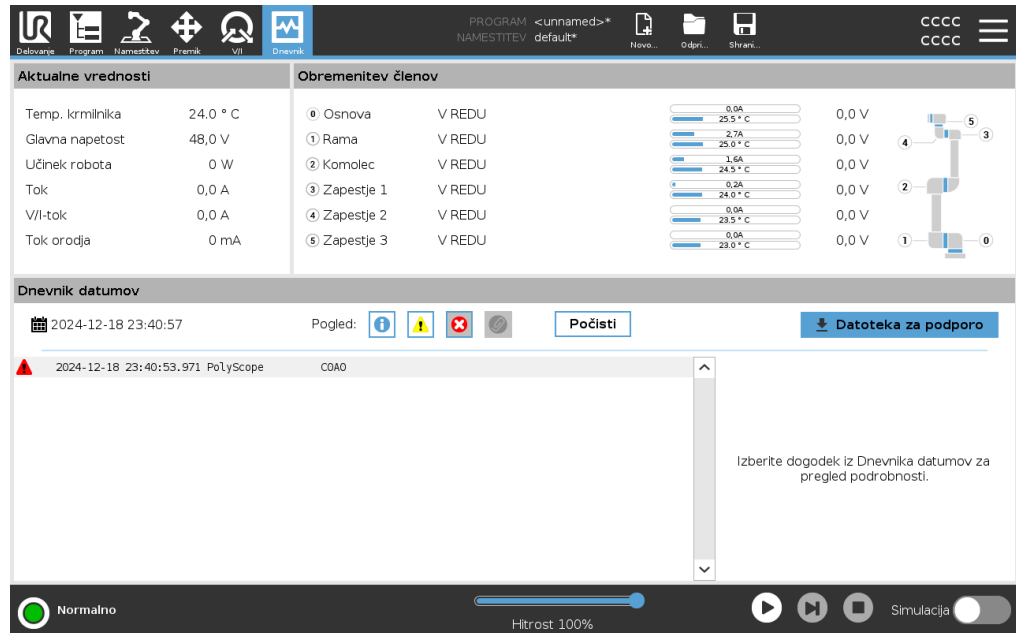 PROGRAM <unnamed>*
NAMESTITEV default*
CCCC
CCCC
Delovanje Program Namestitev Premik V/I Dnevnik Novo... Odpri... Shrani...
Aktualne vrednosti
Temp. krmilnika 24.0 ° C
Glavna napetost 48,0 V
Učinek robota 0 W
Tok 0,0 A
V/I-tok 0,0 A
Tok orodja 0 mA
Obremenitev členov
0 Osnova V REDU 0,0A 25.5 ° C 0,0 V
1 Rama V REDU 2,7A 25.0 ° C 0,0 V
2 Komolec V REDU 1,6A 24.5 ° C 0,0 V
3 Zapestje 1 V REDU 0,2A 24.0 ° C 0,0 V
4 Zapestje 2 V REDU 0,0A 23.5 ° C 0,0 V
5 Zapestje 3 V REDU 0,0A 23.0 ° C 0,0 V
5
4 3
2
1 0
Dnevnik datumov
2024-12-18 23:40:57 Pogled: Počisti Datoteka za podporo
2024-12-18 23:40:53.971 PolyScope C0A0
Izberite dogodek iz Dnevnika datumov za
pregled podrobnosti.
Normalno
Hitrost 100%
Simulacija